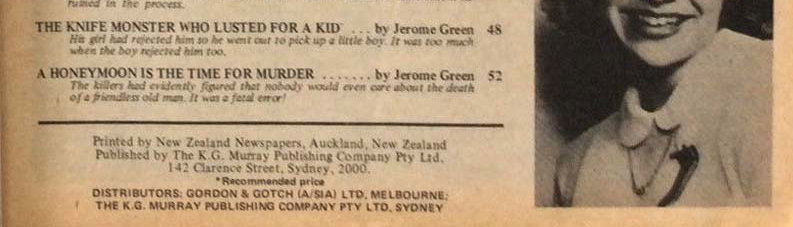 ruined in the process.
THE KNIFE MONSTER WHO LUSTED FOR A KID ... by Jerome Green 48
His girl had rejected him so he went out to pick up a little boy. It was too much
when the boy rejected him too.
A HONEYMOON IS THE TIME FOR MURDER ....... by Jerome Green 52
The killers had evidently figured that nobody would even care about the death
of a friendless old man. It was a fatal error!
Printed by New Zealand Newspapers, Auckland, New Zealand
Published by The K.G. Murray Publishing Company Pty Ltd.
142 Clarence Street, Sydney, 2000.
*Recommended price
DISTRIBUTORS: GORDON & GOTCH (A/SIA) LTD, MELBOURNE;
THE K.G. MURRAY PUBLISHING COMPANY PTY LTD, SYDNEY